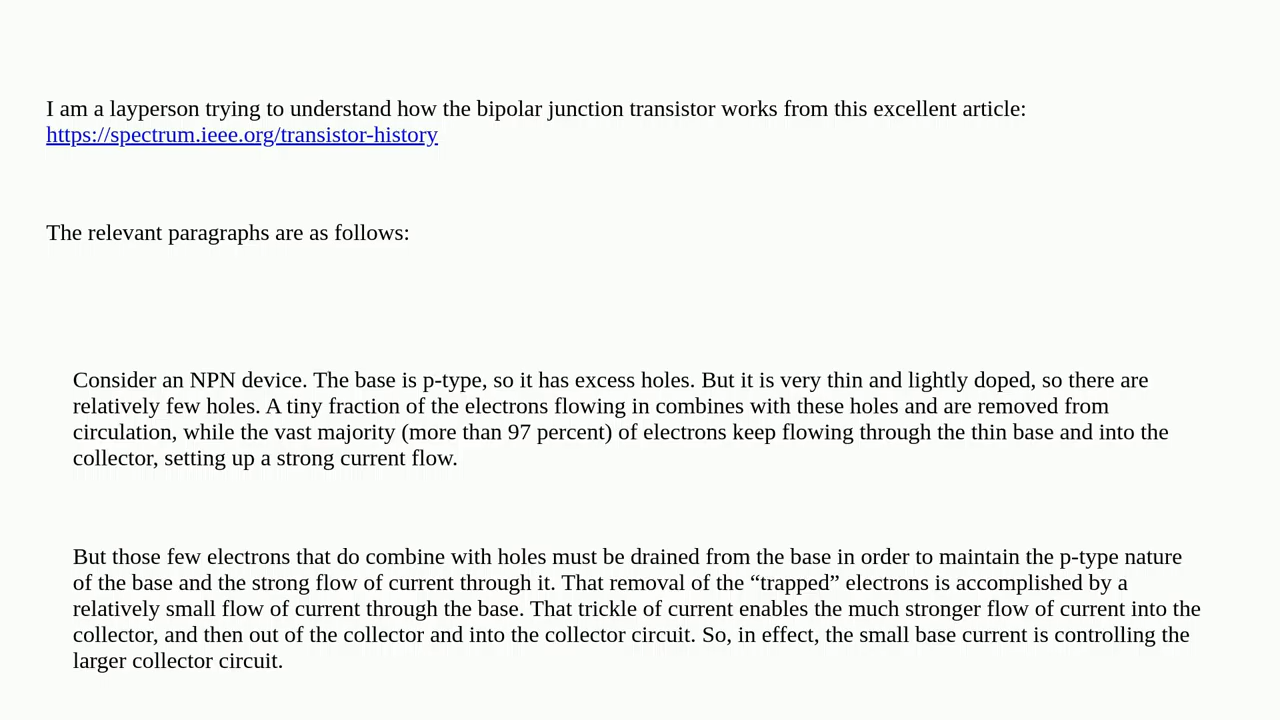 I am a layperson trying to understand how the bipolar junction transistor works from this excellent article:
https://spectrum.ieee.org/transistor-history
The relevant paragraphs are as follows:
Consider an NPN device. The base is p-type, so it has excess holes. But it is very thin and lightly doped, so there are
relatively few holes. A tiny fraction of the electrons flowing in combines with these holes and are removed from
circulation, while the vast majority (more than 97 percent) of electrons keep flowing through the thin base and into the
collector, setting up a strong current flow.
But those few electrons that do combine with holes must be drained from the base in order to maintain the p-type nature
of the base and the strong flow of current through it. That removal of the “trapped” electrons is accomplished by a
relatively small flow of current through the base. That trickle of current enables the much stronger flow of current into the
collector, and then out of the collector and into the collector circuit. So, in effect, the small base current is controlling the
larger collector circuit.